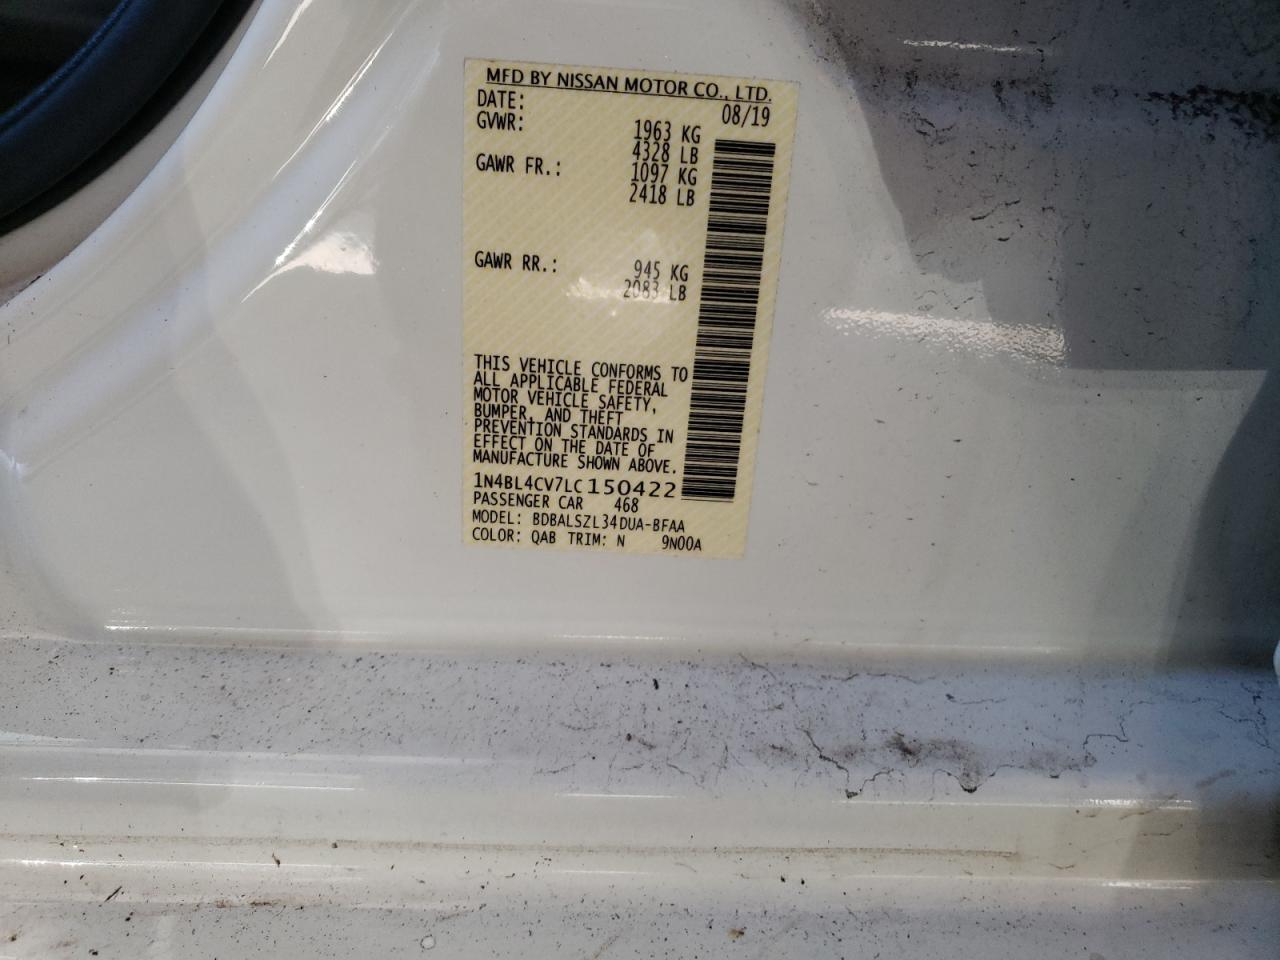 MFD BY NISSAN MOTOR CO., LTD.
DATE: 08/19
GVWR: 1963 KG
4328 LB
GAWR FR.: 1097 KG
2418 LB
GAWR RR.: 945 KG
2083 LB
THIS VEHICLE CONFORMS TO
ALL APPLICABLE FEDERAL
MOTOR VEHICLE SAFETY,
BUMPER, AND THEFT
PREVENTION STANDARDS IN
EFFECT ON THE DATE OF
MANUFACTURE SHOWN ABOVE.
1N4BL4CV7LC150422
PASSENGER CAR 468
MODEL: BDBALSZL34DUA-BFAA
COLOR: QAB TRIM: N 9N00A